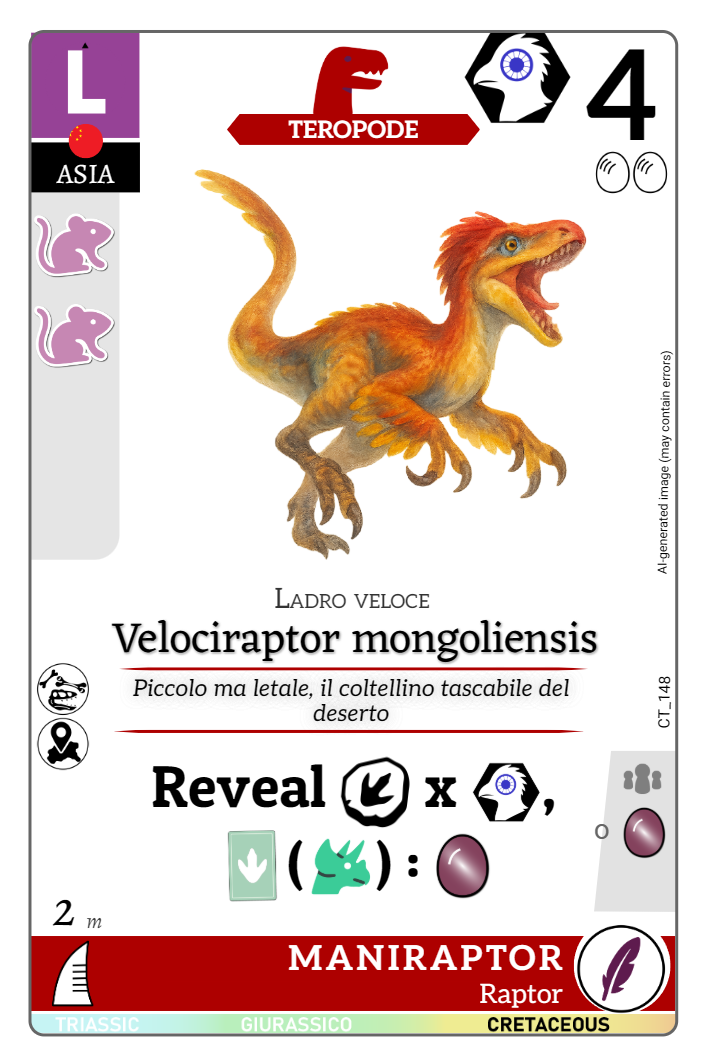 L
TEROPODE
4
ASIA
AI-generated image (may contain errors)
LADRO VELOCE
Velociraptor mongoliensis
Piccolo ma letale, il coltellino tascabile del
deserto
CT_148
Reveal x ,
( ) :
o
2 m
MANIRAPTOR
Raptor
TRIASSIC GIURASSICO CRETACEOUS